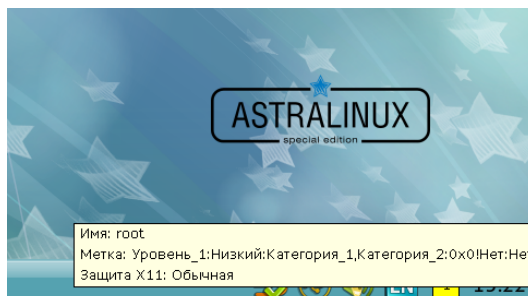 ASTRALINUX
special edition
Имя: root
Метка: Уровень_1:Низкий:Категория_1,Категория_2:0x0!Нет:Не
Защита X11: Обычная
EN